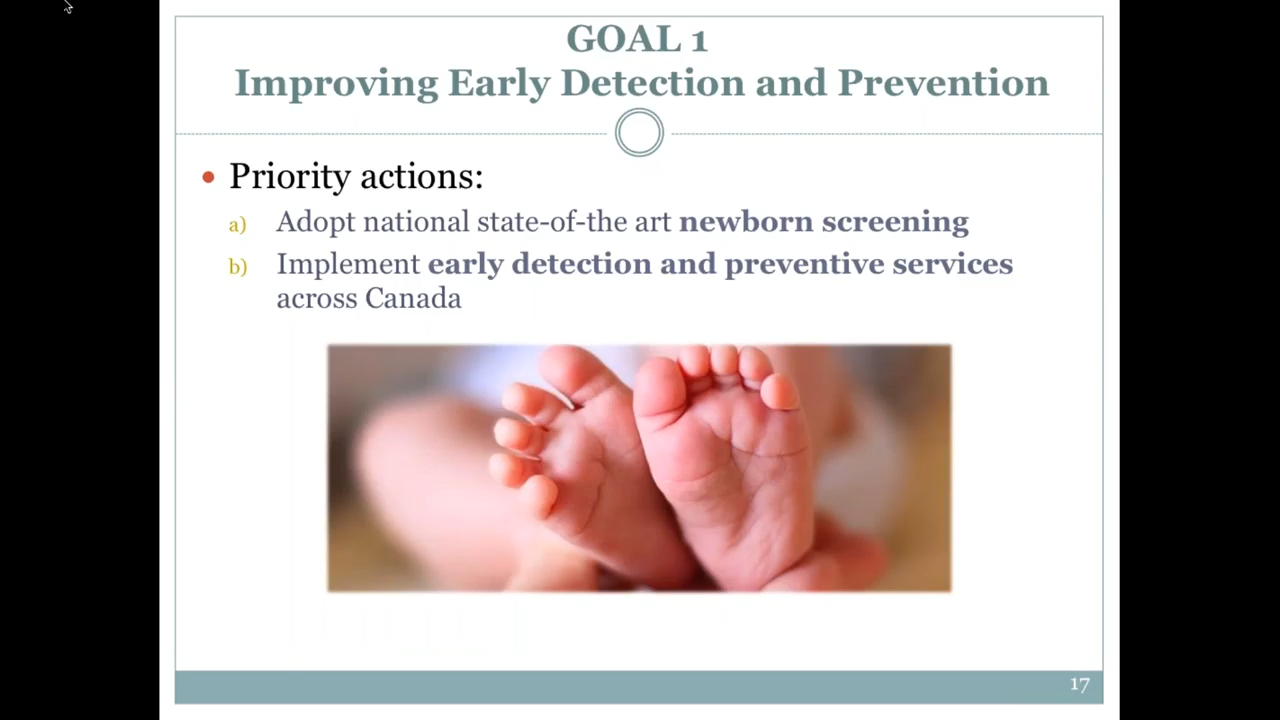 GOAL 1
Improving Early Detection and Prevention
• Priority actions:
a) Adopt national state-of-the art newborn screening
b) Implement early detection and preventive services
across Canada
17